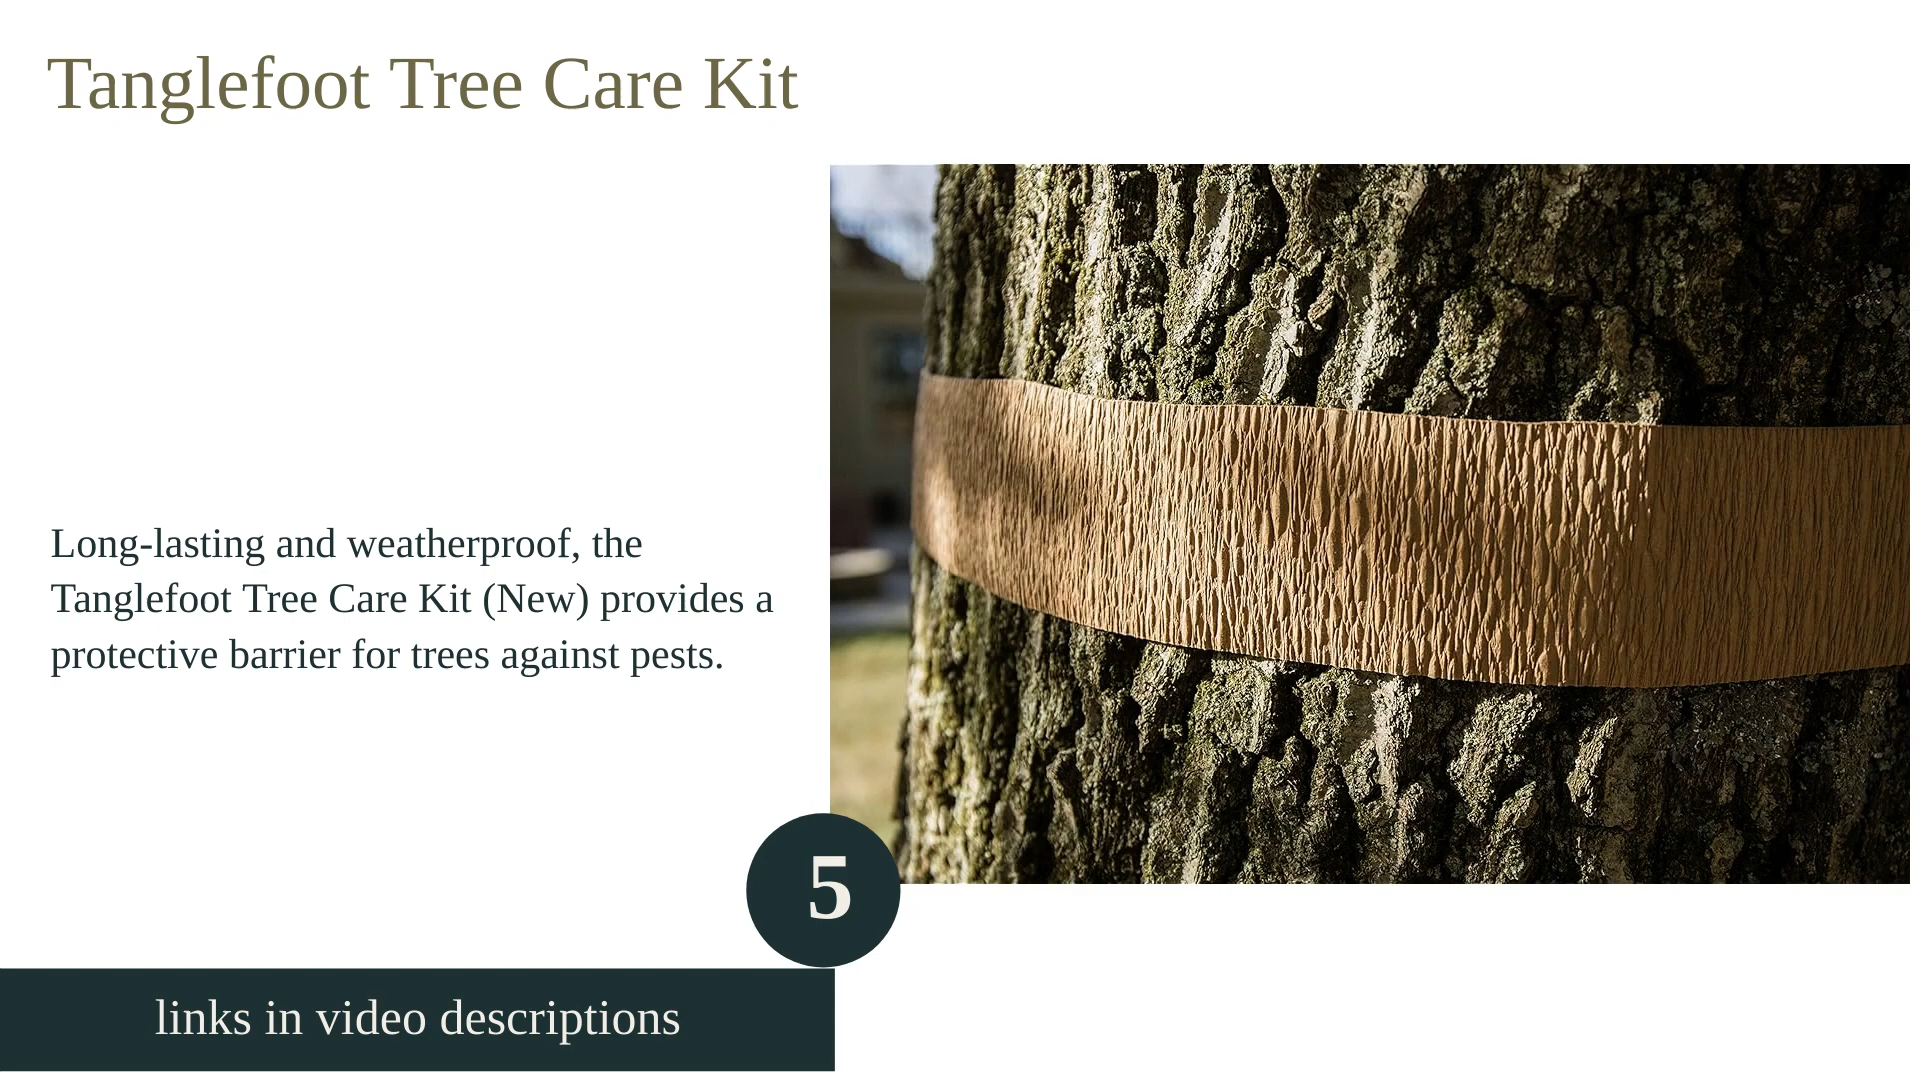 Tanglefoot Tree Care Kit
Long-lasting and weatherproof, the
Tanglefoot Tree Care Kit (New) provides a
protective barrier for trees against pests.
5
links in video descriptions